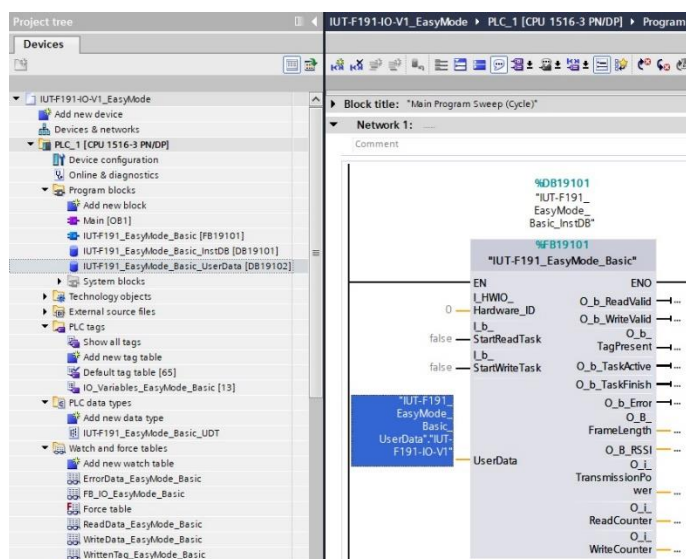 Project tree
Devices
IUT-F191-IO-V1_EasyMode
Add new device
Devices & networks
PLC_1 [CPU 1516-3 PN/DP]
Device configuration
Online & diagnostics
Program blocks
Add new block
Main [OB1]
IUT-F191_EasyMode_Basic [FB19101]
IUT-F191_EasyMode_Basic_InstDB [DB19101]
IUT-F191_EasyMode_Basic_UserData [DB19102]
System blocks
Technology objects
External source files
PLC tags
Show all tags
Add new tag table
Default tag table [65]
IO_Variables_EasyMode_Basic [13]
PLC data types
Add new data type
IUT-F191_EasyMode_Basic_UDT
Watch and force tables
Add new watch table
ErrorData_EasyMode_Basic
FB_IO_EasyMode_Basic
Force table
ReadData_EasyMode_Basic
WriteData_EasyMode_Basic
WrittenTag_EasyMode_Basic
IUT-F191-IO-V1_EasyMode ▸ PLC_1 [CPU 1516-3 PN/DP] ▸ Program
Block title: "Main Program Sweep (Cycle)"
Network 1: ....
Comment
%DB19101
"IUT-F191_
EasyMode_
Basic_InstDB"
%FB19101
"IUT-F191_EasyMode_Basic"
EN ENO
I_HWIO_
0 Hardware_ID
I_b_
false StartReadTask
I_b_
false StartWriteTask
"IUT-F191_
EasyMode_
Basic_
UserData"."IUT-
F191-IO-V1"
UserData
O_b_ReadValid ...
O_b_WriteValid ...
O_b_
TagPresent ...
O_b_TaskActive ...
O_b_TaskFinish ...
O_b_Error ...
O_B_
FrameLength ...
O_B_RSSI ...
O_i_
TransmissionPo
wer ...
O_i_
ReadCounter ...
O_i_
WriteCounter ...